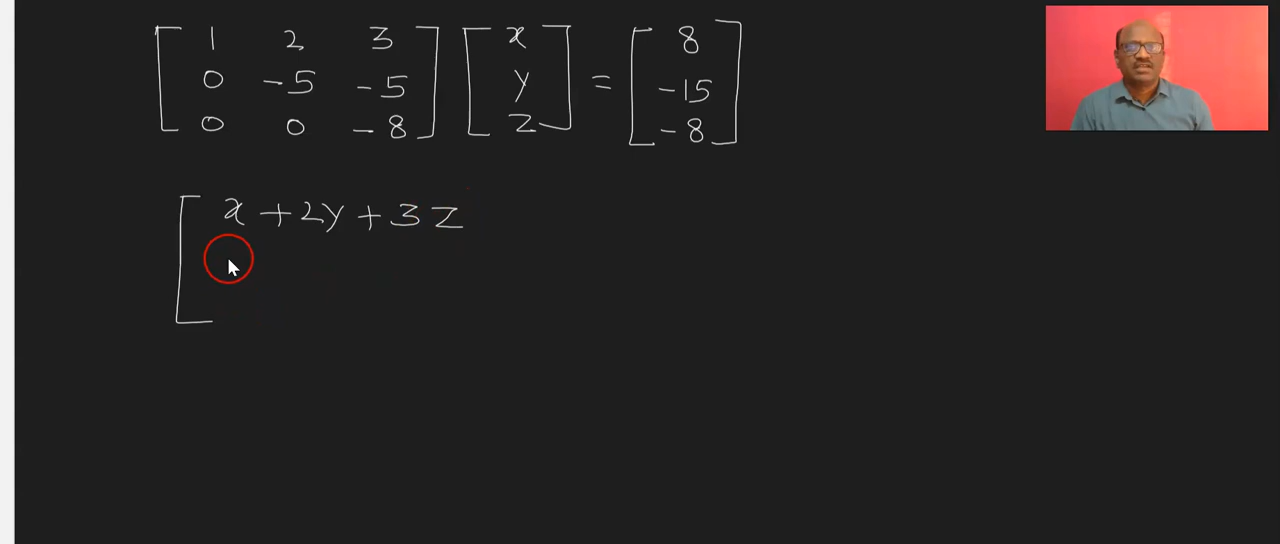 [ 1 2 3 ] [ x ] [ 8 ]
[ 0 -5 -5 ] [ y ] = [ -15 ]
[ 0 0 -8 ] [ z ] [ -8 ]
[ x + 2y + 3z